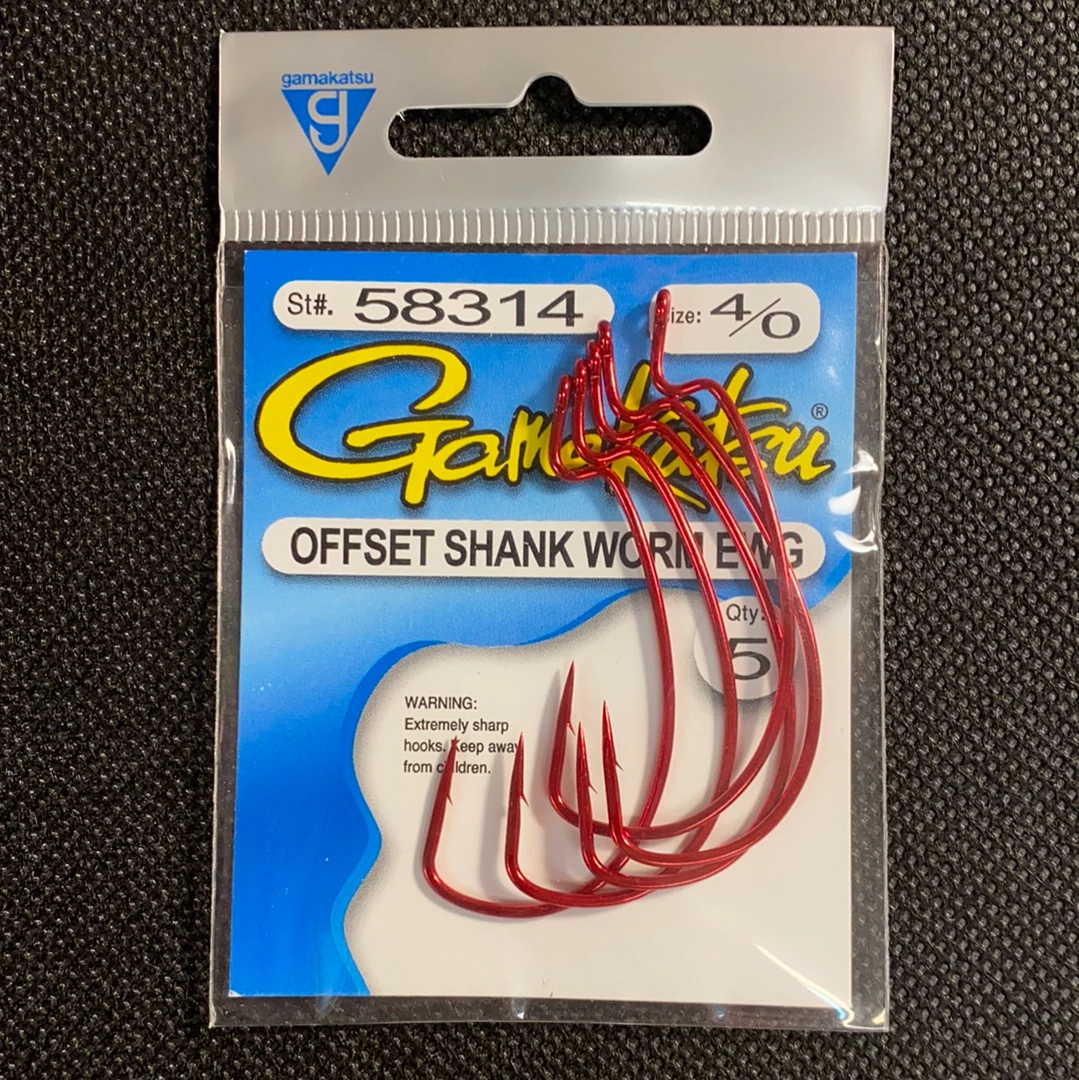 gamakatsu
St#. 58314
Size: 4/0
Gamakatsu®
OFFSET SHANK WORM EWG
Qty:
5
WARNING:
Extremely sharp
hooks. Keep away
from children.